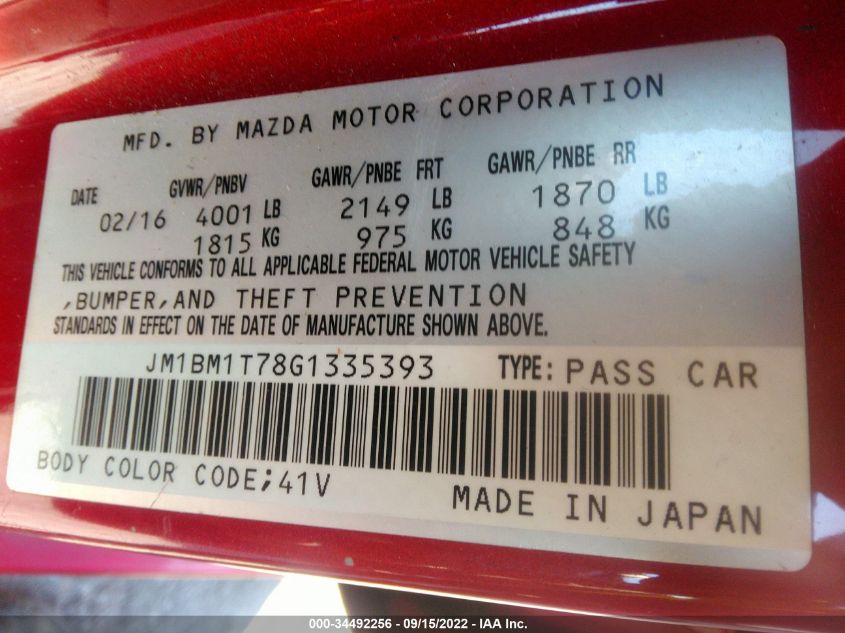 MFD. BY MAZDA MOTOR CORPORATION
DATE GVWR/PNBV GAWR/PNBE FRT GAWR/PNBE RR
02/16 4001 LB 2149 LB 1870 LB
1815 KG 975 KG 848 KG
THIS VEHICLE CONFORMS TO ALL APPLICABLE FEDERAL MOTOR VEHICLE SAFETY
,BUMPER,AND THEFT PREVENTION
STANDARDS IN EFFECT ON THE DATE OF MANUFACTURE SHOWN ABOVE.
JM1BM1T78G1335393 TYPE: PASS CAR
BODY COLOR CODE;41V
MADE IN JAPAN
000-34492256 - 09/15/2022 - IAA Inc.